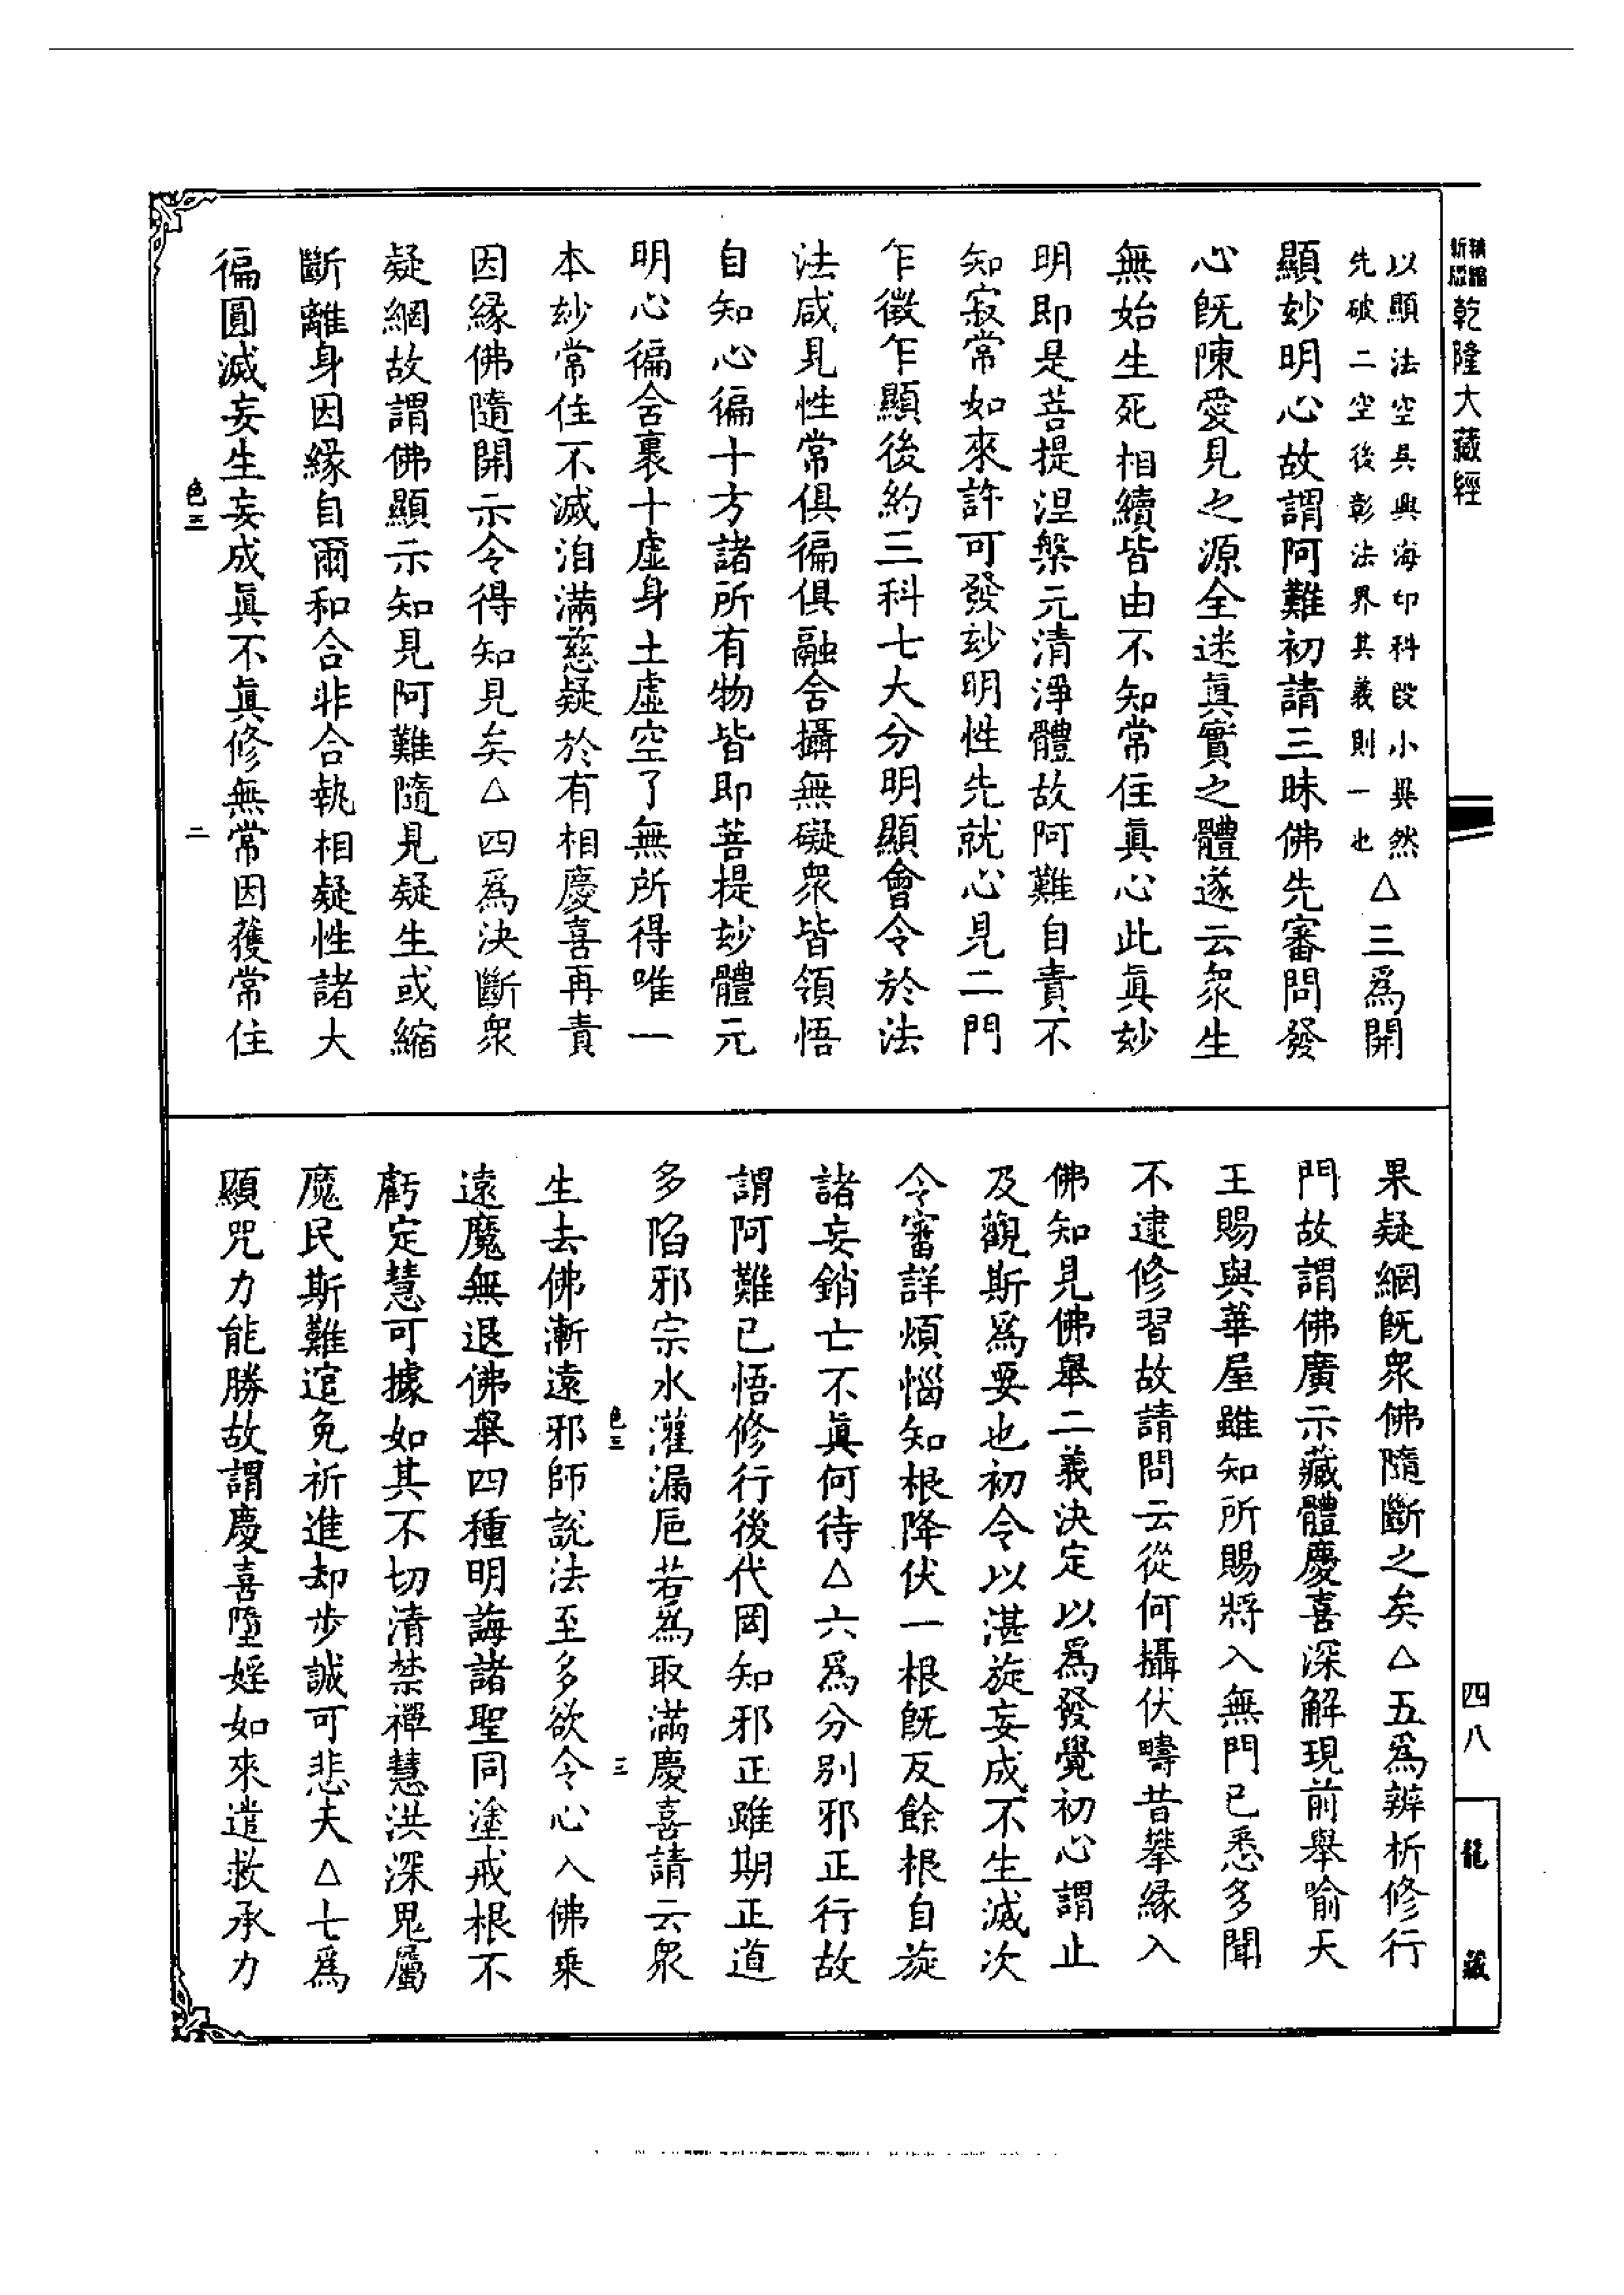 新編縮版 乾隆大藏經
以顯法空吳興海印科段小異然
先破二空後彰法界其義則一也
△三爲開
顯玅明心故謂阿難初請三昧佛先審問發
心旣陳愛見之源全迷眞實之體遂云衆生
無始生死相續皆由不知常住眞心此眞玅
明即是菩提涅槃元清淨體故阿難自責不
知寂常如來許可發玅明性先就心見二門
乍徵乍顯後約三科七大分明顯會令於法
法咸見性常俱徧俱融舍攝無礙衆皆領悟
自知心徧十方諸所有物皆即菩提玅體元
明心徧含裹十虛身土虛空了無所得唯一
本玅常住不滅洎滿慈疑於有相慶喜再責
因緣佛隨開示令得知見矣△四爲決斷衆
疑網故謂佛顯示知見阿難隨見疑生或縮
斷離身因緣自爾和合非合執相疑性諸大
徧圓滅妄生妄成眞不眞修無常因獲常住
色三 二
果疑網旣衆佛隨斷之矣△五爲辨析修行
門故謂佛廣示藏體慶喜深解現前舉喻天
王賜與華屋雖知所賜將入無門已悉多聞
不逮修習故請問云從何攝伏疇昔攀緣入
佛知見佛舉二義決定以爲發覺初心謂止
及觀斯爲要也初令以湛旋妄成不生滅次
令審詳煩惱知根降伏一根旣反餘根自旋
諸妄銷亡不眞何待△六爲分別邪正行故
謂阿難已悟修行後代罔知邪正雖期正道
多陷邪宗水灌漏巵若爲取滿慶喜請云衆
色三 三
生去佛漸遠邪師說法至多欲令心入佛乘
遠魔無退佛舉四種明誨諸聖同塗戒根不
虧定慧可據如其不切清禁禪慧洪深鬼屬
魔民斯難逭免祈進却步誠可悲夫△七爲
顯咒力能勝故謂慶喜墮婬如來遣救承力
四八
龍藏